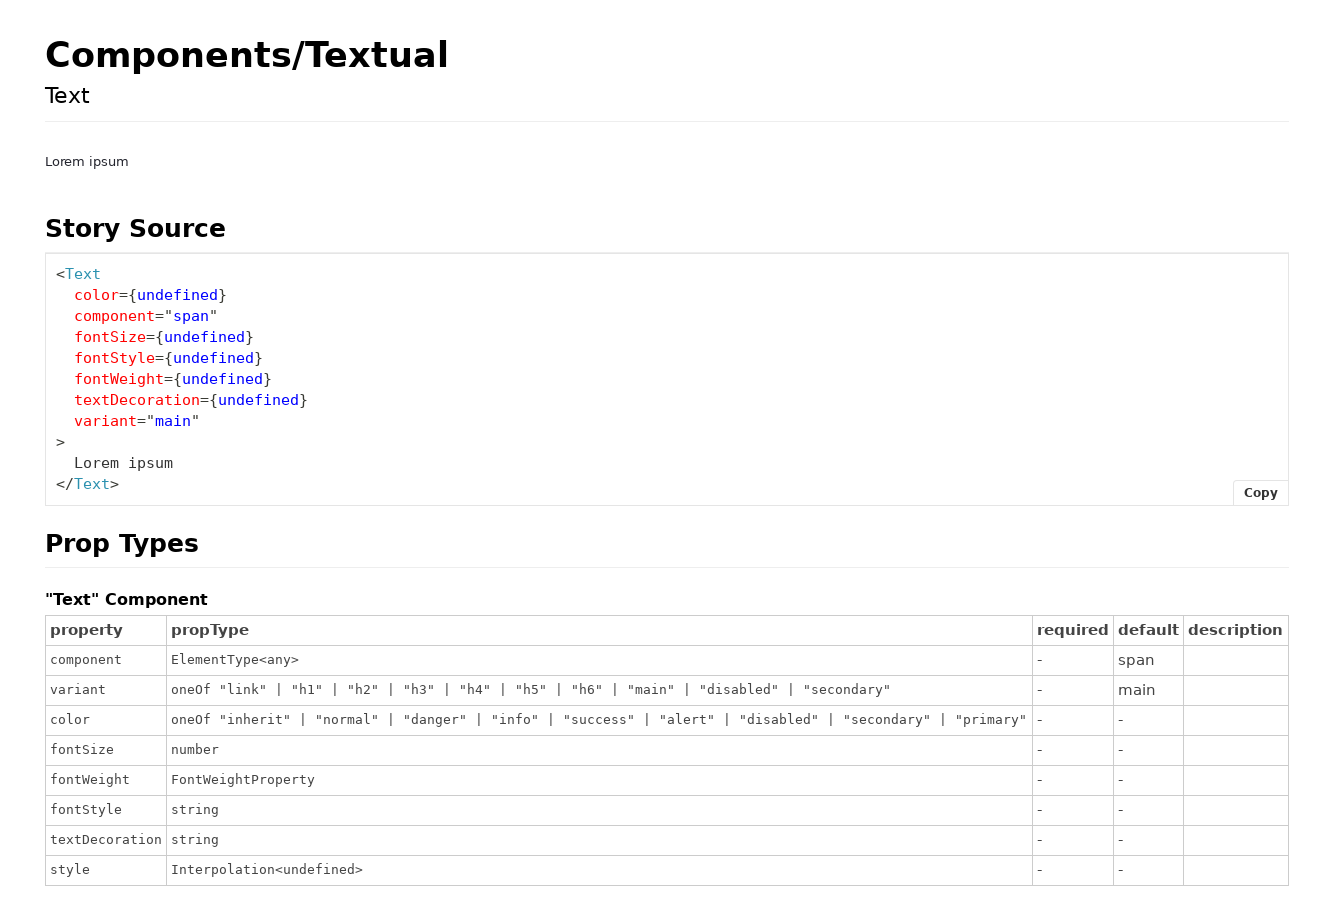 Components/Textual
Text
Lorem ipsum
Story Source
<Text
  color={undefined}
  component="span"
  fontSize={undefined}
  fontStyle={undefined}
  fontWeight={undefined}
  textDecoration={undefined}
  variant="main"
>
  Lorem ipsum
</Text>
Copy
Prop Types
"Text" Component
property propType required default description
component ElementType<any> - span
variant oneOf "link" | "h1" | "h2" | "h3" | "h4" | "h5" | "h6" | "main" | "disabled" | "secondary" - main
color oneOf "inherit" | "normal" | "danger" | "info" | "success" | "alert" | "disabled" | "secondary" | "primary" - -
fontSize number - -
fontWeight FontWeightProperty - -
fontStyle string - -
textDecoration string - -
style Interpolation<undefined> - -